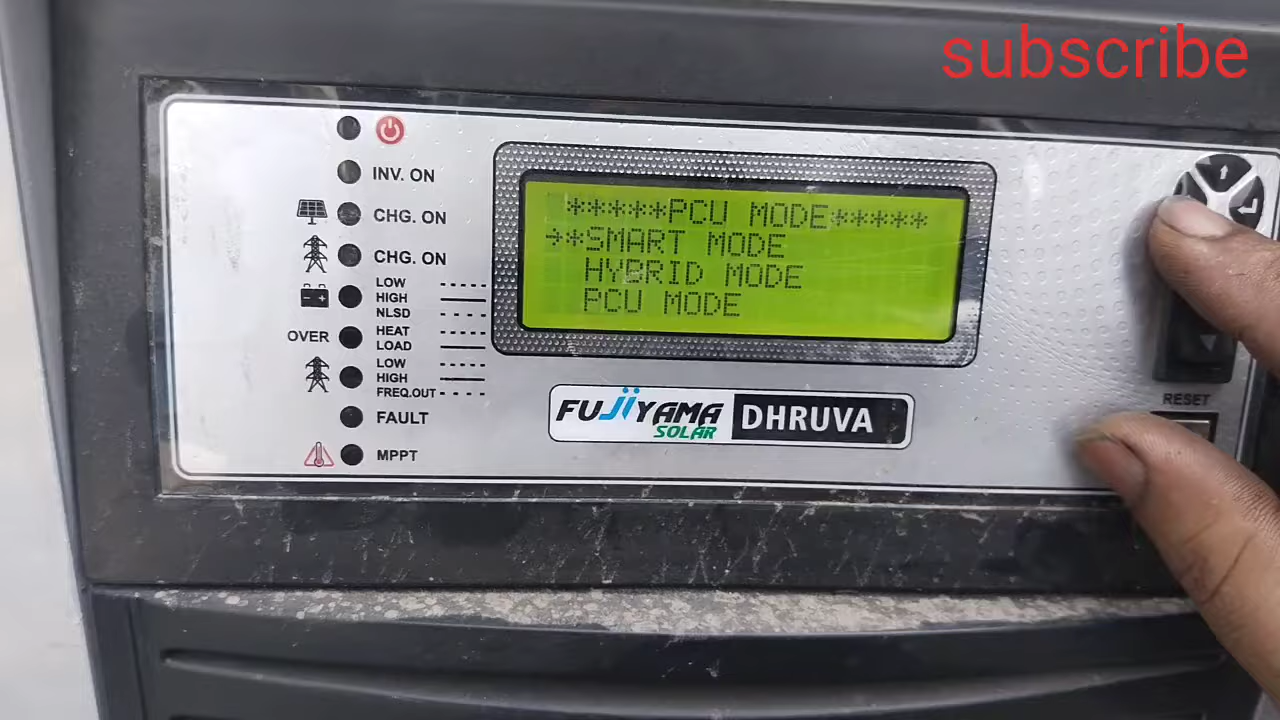 subscribe
INV. ON
CHG. ON
CHG. ON
LOW
HIGH
NLSD
OVER
HEAT
LOAD
LOW
HIGH
FREQ.OUT
FAULT
MPPT
*****PCU MODE*****
→*SMART MODE
HYBRID MODE
PCU MODE
FUJIYAMA
SOLAR
DHRUVA
RESET